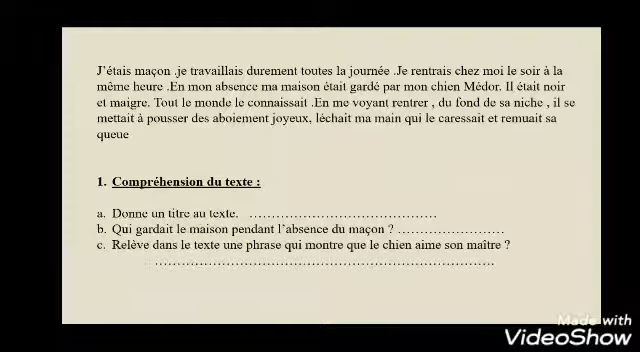 J'étais maçon .je travaillais durement toutes la journée .Je rentrais chez moi le soir à la
même heure .En mon absence ma maison était gardé par mon chien Médor. Il était noir
et maigre. Tout le monde le connaissait .En me voyant rentrer , du fond de sa niche , il se
mettait à pousser des aboiement joyeux, léchait ma main qui le caressait et remuait sa
queue
1. Compréhension du texte :
a. Donne un titre au texte. ..........................................
b. Qui gardait le maison pendant l'absence du maçon ? ........................
c. Relève dans le texte une phrase qui montre que le chien aime son maître ?
...........................................................................
Made with
VideoShow